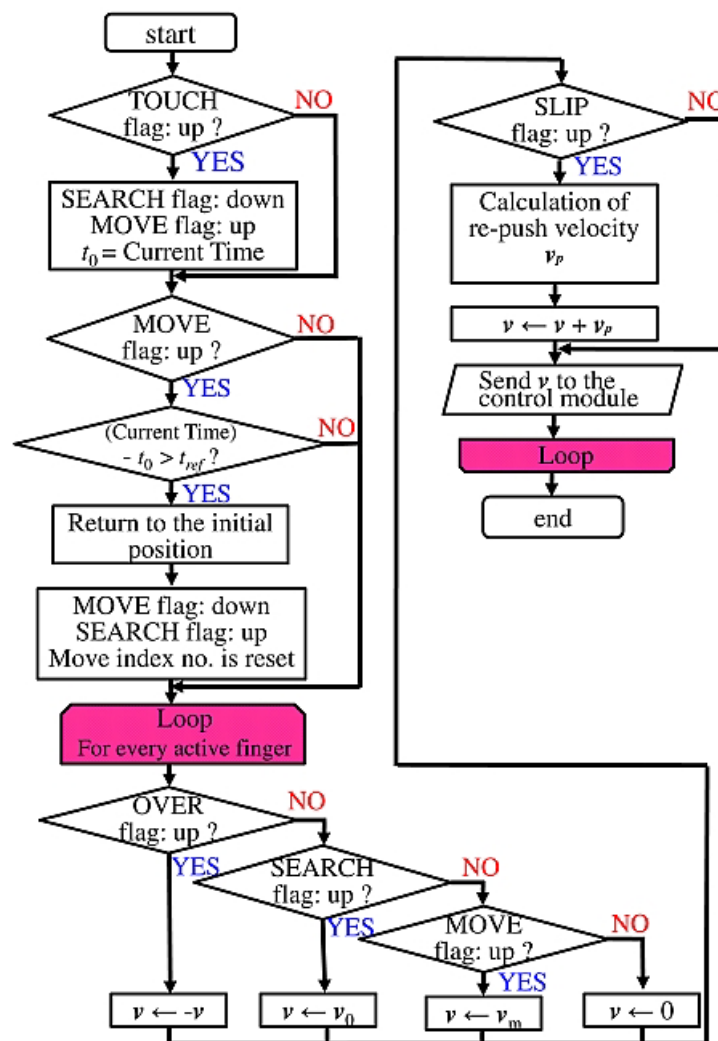 start
TOUCH
flag: up ?
NO
YES
SEARCH flag: down
MOVE flag: up
t0 = Current Time
MOVE
flag: up ?
NO
YES
(Current Time)
- t0 > tref ?
NO
YES
Return to the initial
position
MOVE flag: down
SEARCH flag: up
Move index no. is reset
Loop
For every active finger
OVER
flag: up ?
NO
YES
SEARCH
flag: up ?
NO
YES
MOVE
flag: up ?
NO
YES
v ← -v
v ← v0
v ← vm
v ← 0
SLIP
flag: up ?
NO
YES
Calculation of
re-push velocity
vp
v ← v + vp
Send v to the
control module
Loop
end